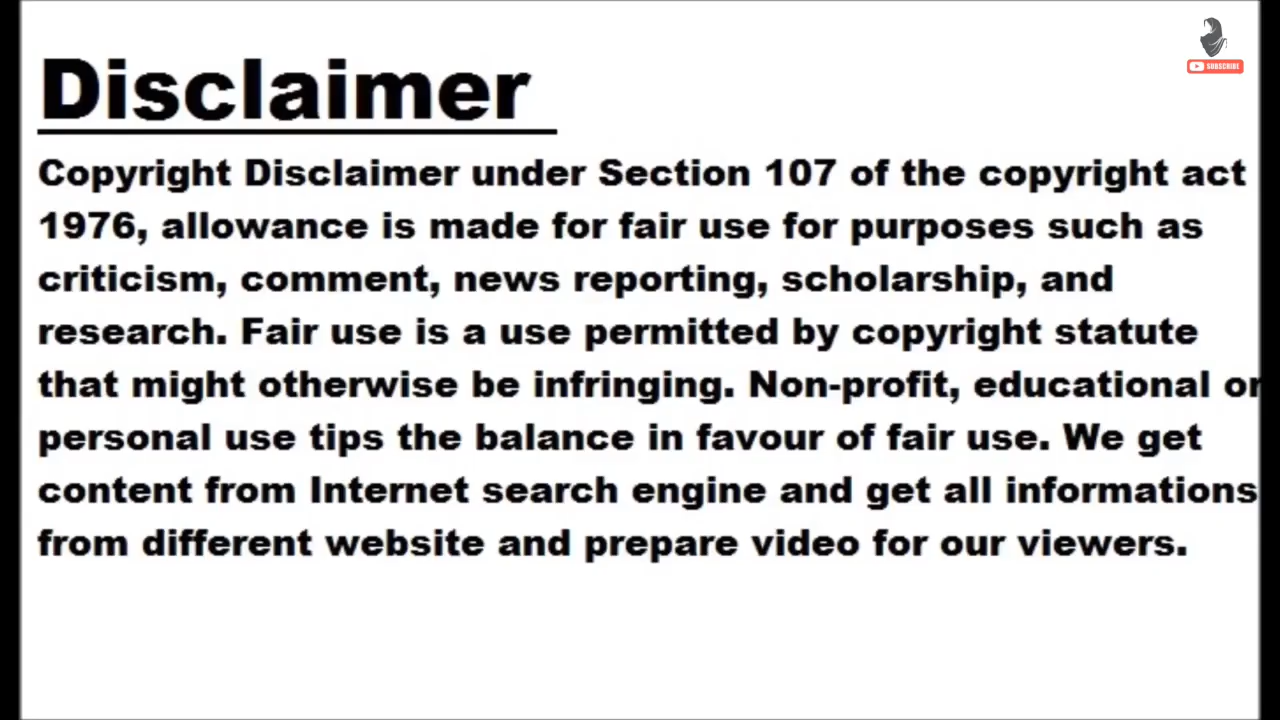 SUBSCRIBE
Disclaimer
Copyright Disclaimer under Section 107 of the copyright act
1976, allowance is made for fair use for purposes such as
criticism, comment, news reporting, scholarship, and
research. Fair use is a use permitted by copyright statute
that might otherwise be infringing. Non-profit, educational or
personal use tips the balance in favour of fair use. We get
content from Internet search engine and get all informations
from different website and prepare video for our viewers.